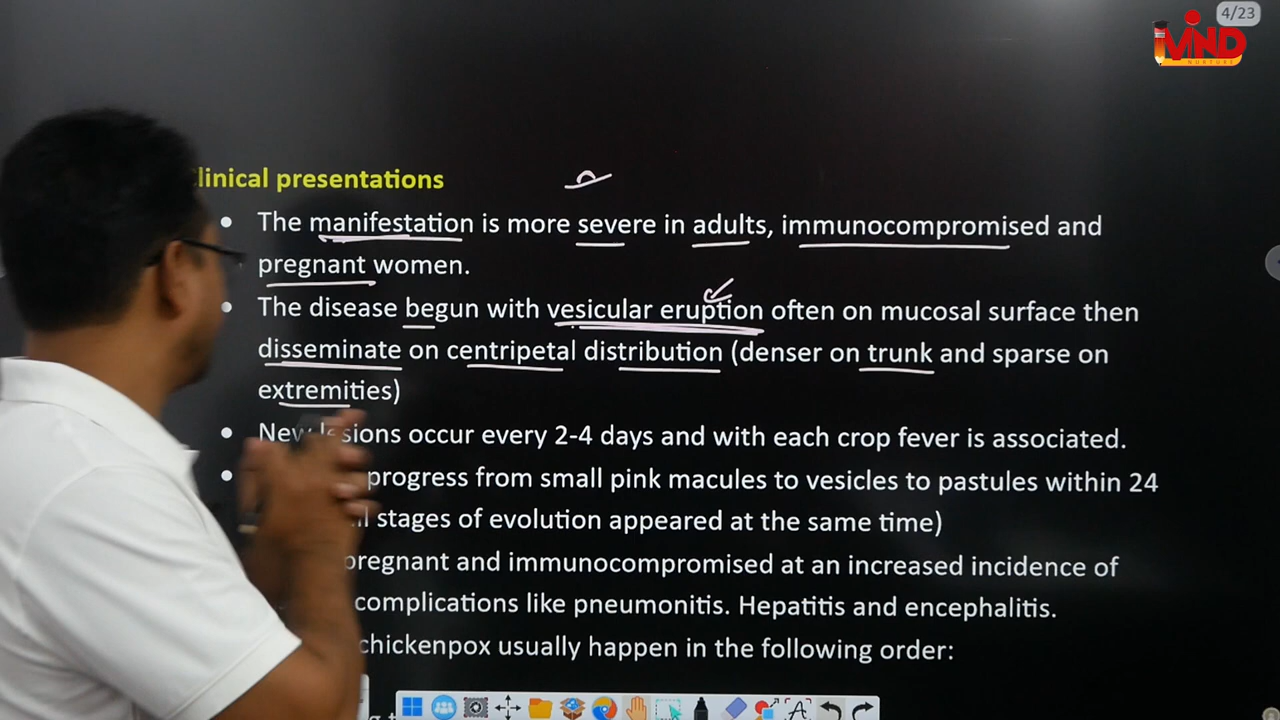 4/23
MIND
NURTURE
linical presentations
• The manifestation is more severe in adults, immunocompromised and
pregnant women.
• The disease begun with vesicular eruption often on mucosal surface then
disseminate on centripetal distribution (denser on trunk and sparse on
extremities)
• New lesions occur every 2-4 days and with each crop fever is associated.
• progress from small pink macules to vesicles to pastules within 24
stages of evolution appeared at the same time)
pregnant and immunocompromised at an increased incidence of
complications like pneumonitis. Hepatitis and encephalitis.
chickenpox usually happen in the following order: